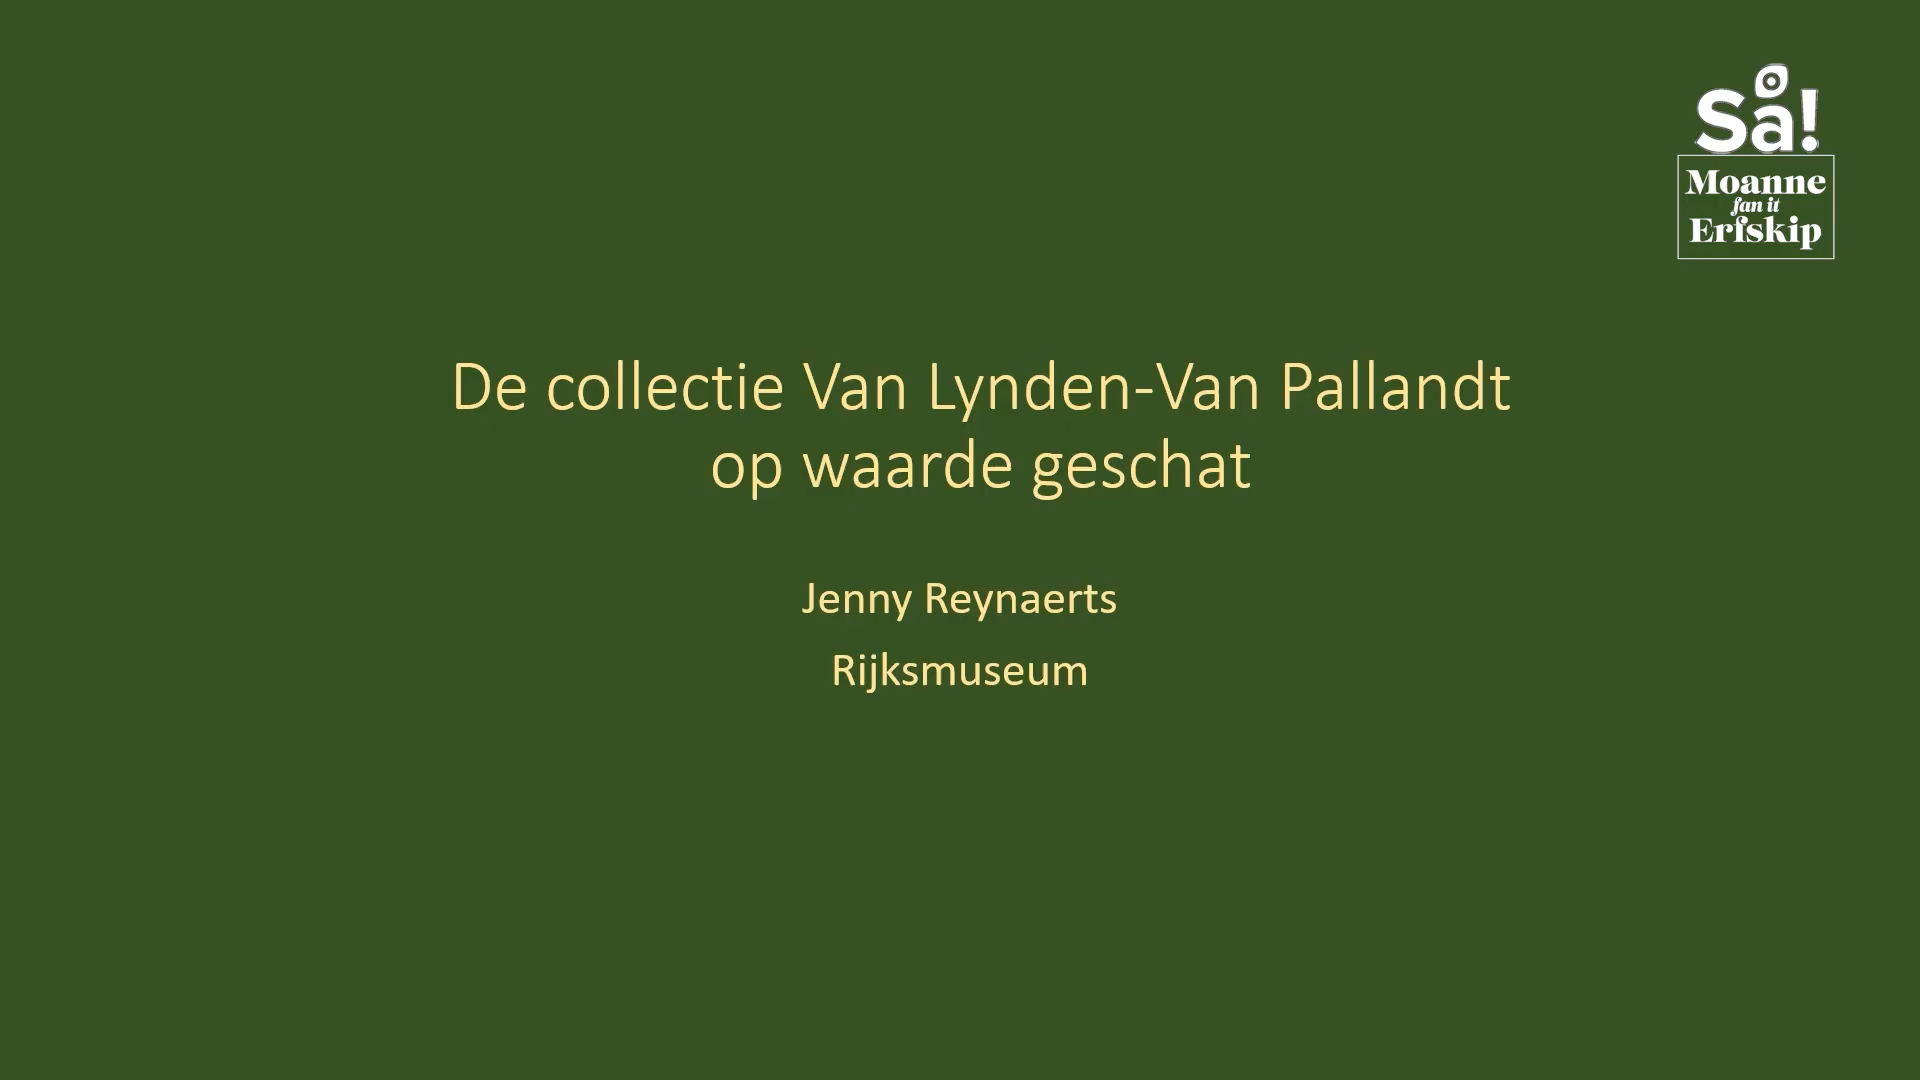 Så!
Moanne
fan it
Erfskip
De collectie Van Lynden-Van Pallandt
op waarde geschat
Jenny Reynaerts
Rijksmuseum